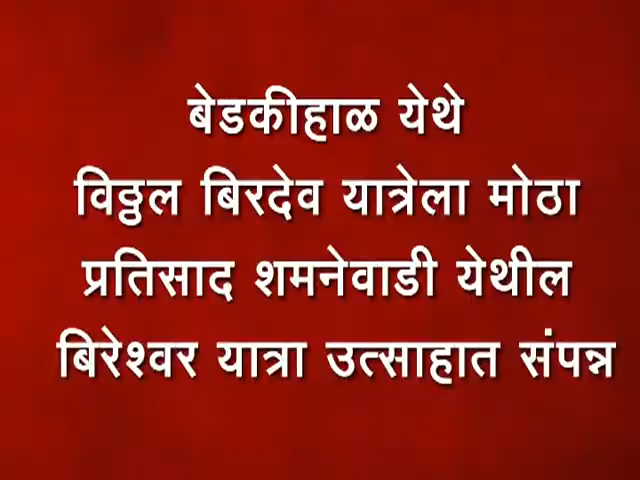 बेडकीहाळ येथे
विठ्ठल बिरदेव यात्रेला मोठा
प्रतिसाद शमनेवाडी येथील
बिरेश्वर यात्रा उत्साहात संपन्न